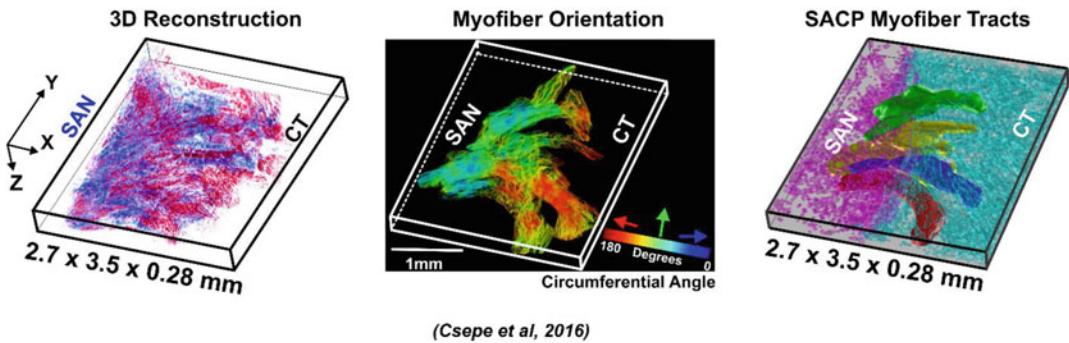 3D Reconstruction
Myofiber Orientation
SACP Myofiber Tracts
Y
X
Z
SAN
CT
2.7 x 3.5 x 0.28 mm
SAN
CT
1mm
180
Degrees
0
Circumferential Angle
SAN
CT
2.7 x 3.5 x 0.28 mm
(Csepe et al, 2016)